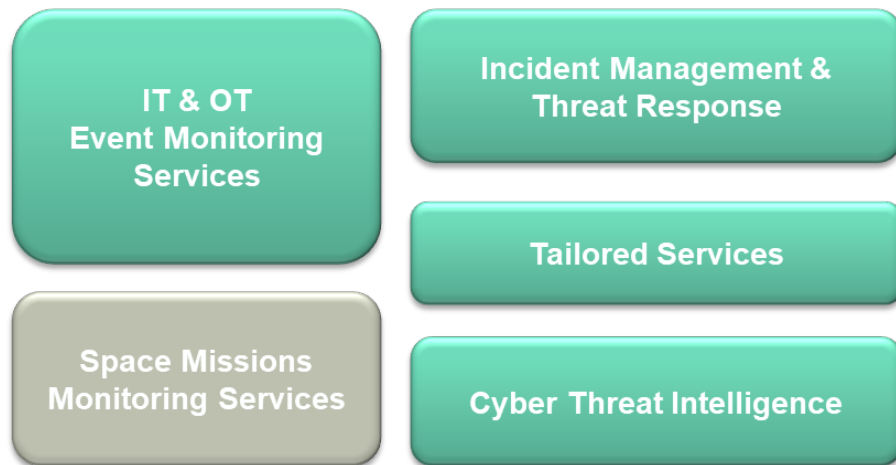 IT & OT
Event Monitoring
Services
Space Missions
Monitoring Services
Incident Management &
Threat Response
Tailored Services
Cyber Threat Intelligence